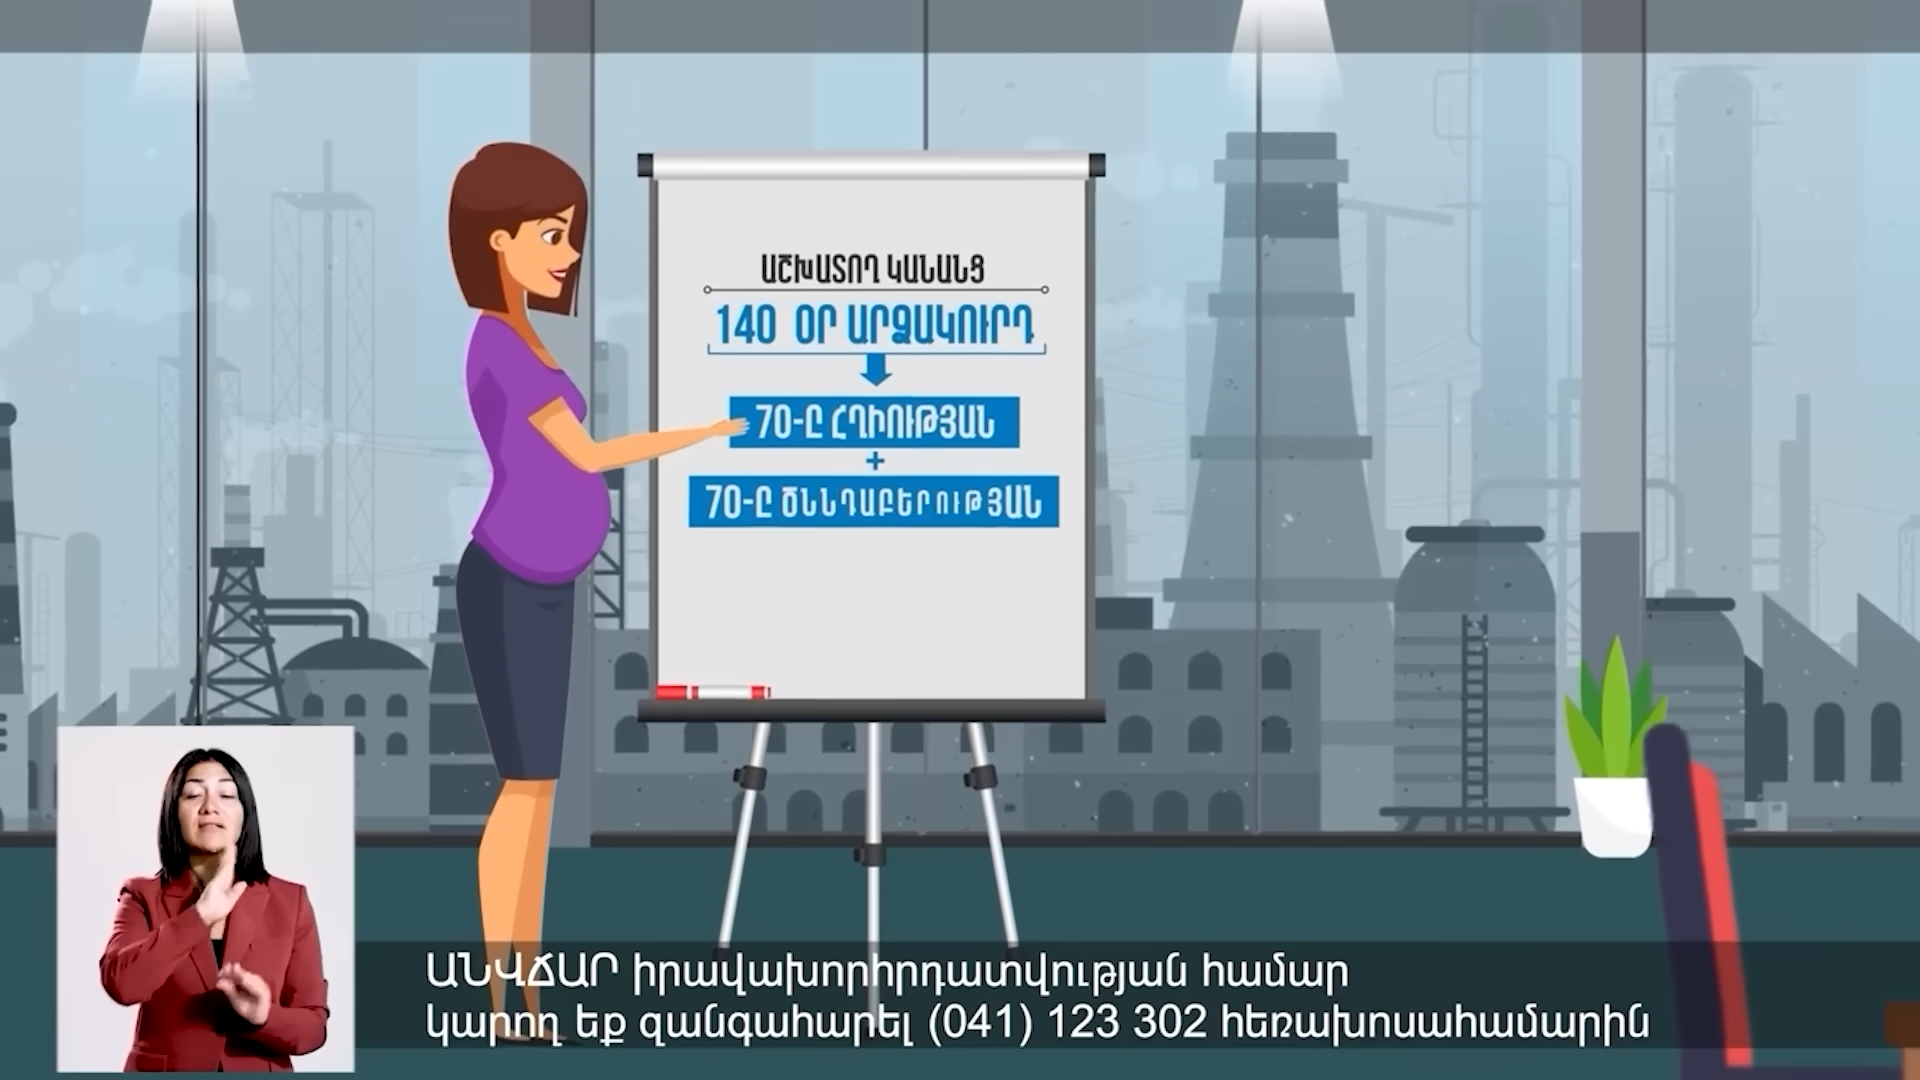 ԱՇԽԱՏՈՂ ԿԱՆԱՆՑ
140 ՕՐ ԱՐՁԱԿՈՒՐԴ
70-Ը ՀՂԻՈՒԹՅԱՆ
+
70-Ը ԾՆՆԴԱԲԵՐՈՒԹՅԱՆ
ԱՆՎՃԱՐ իրավախորհրդատվության համար
կարող եք զանգահարել (041) 123 302 հեռախոսահամարին